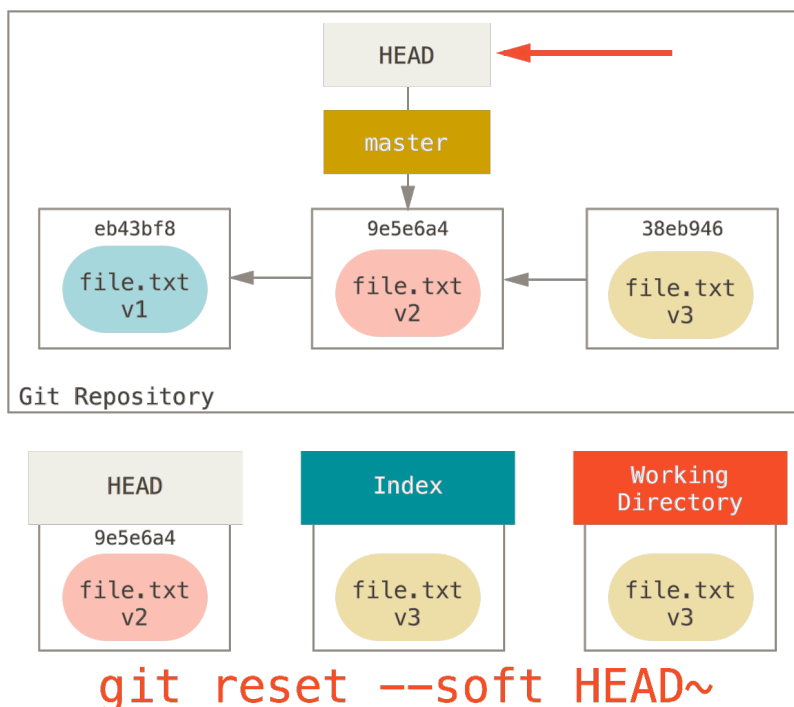 HEAD
master
eb43bf8
file.txt
v1
9e5e6a4
file.txt
v2
38eb946
file.txt
v3
Git Repository
HEAD
9e5e6a4
file.txt
v2
Index
file.txt
v3
Working
Directory
file.txt
v3
git reset --soft HEAD~